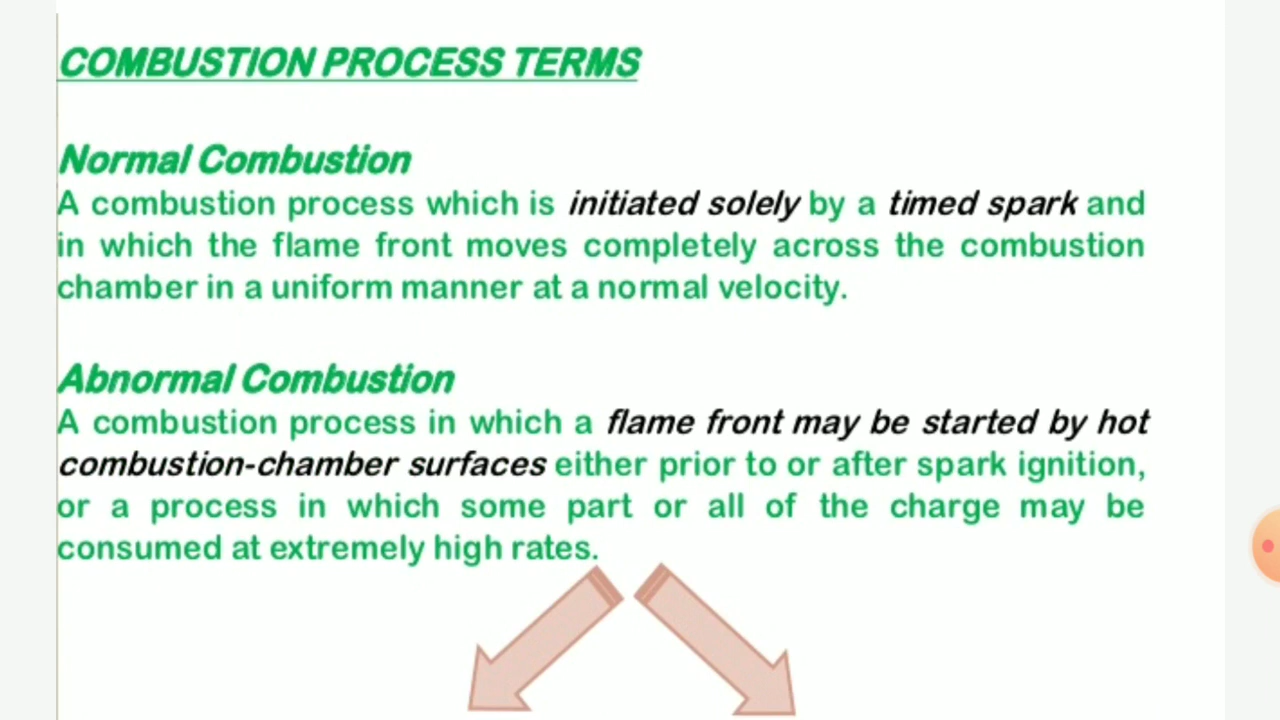 COMBUSTION PROCESS TERMS
Normal Combustion
A combustion process which is initiated solely by a timed spark and
in which the flame front moves completely across the combustion
chamber in a uniform manner at a normal velocity.
Abnormal Combustion
A combustion process in which a flame front may be started by hot
combustion-chamber surfaces either prior to or after spark ignition,
or a process in which some part or all of the charge may be
consumed at extremely high rates.